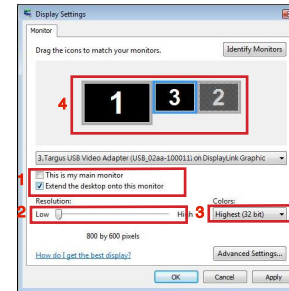 Display Settings
Monitor
Drag the icons to match your monitors.
Identify Monitors
4
1
3
2
3.Targus USB Video Adapter (USB_02aa-100011) on DisplayLink Graphic
1
This is my main monitor
Extend the desktop onto this monitor
Resolution:
Colors:
2
Low
High
3
Highest (32 bit)
800 by 600 pixels
How do I get the best display?
Advanced Settings...
OK
Cancel
Apply